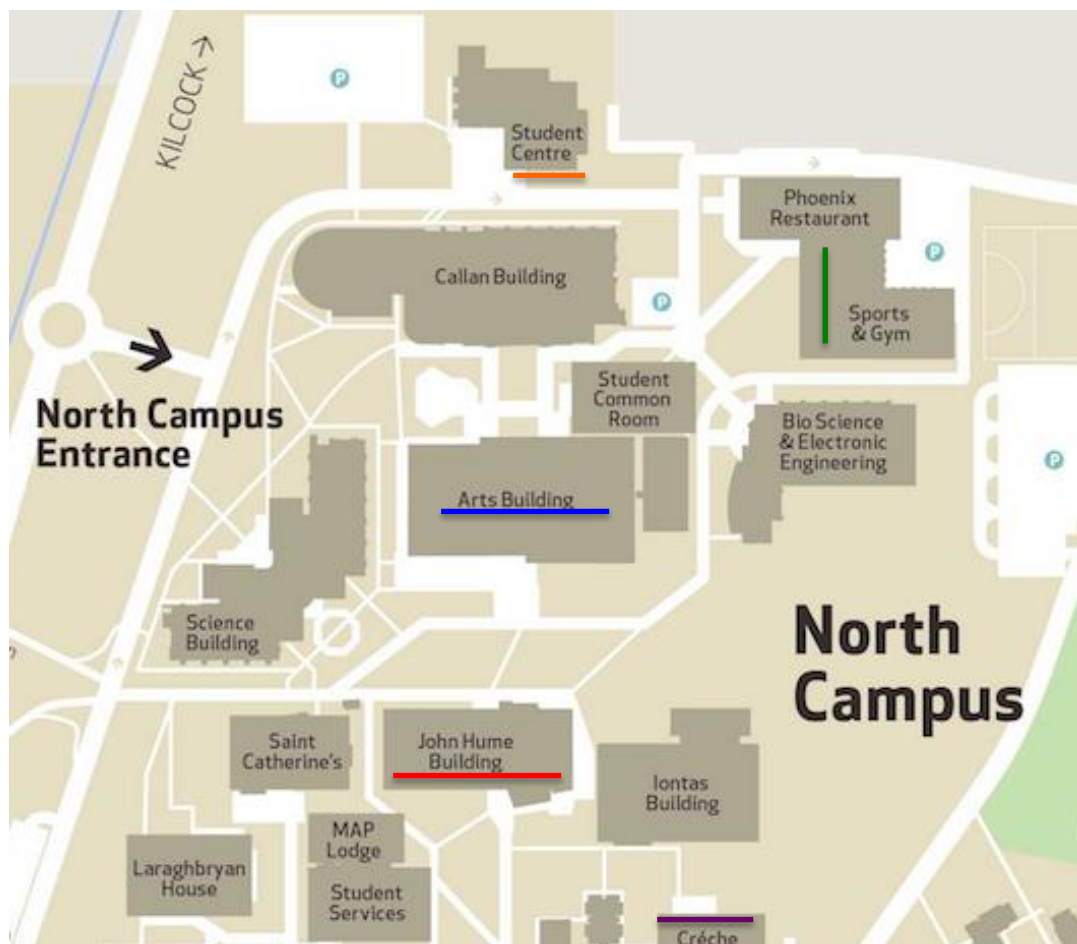 KILCOCK →
P
Student
Centre
Phoenix
Restaurant
P
Callan Building
P
Sports
& Gym
North Campus
Entrance
Student
Common
Room
Bio Science
& Electronic
Engineering
P
Arts Building
Science
Building
North
Campus
Saint
Catherine's
John Hume
Building
Iontas
Building
MAP
Lodge
Laraghbryan
House
Student
Services
Créche